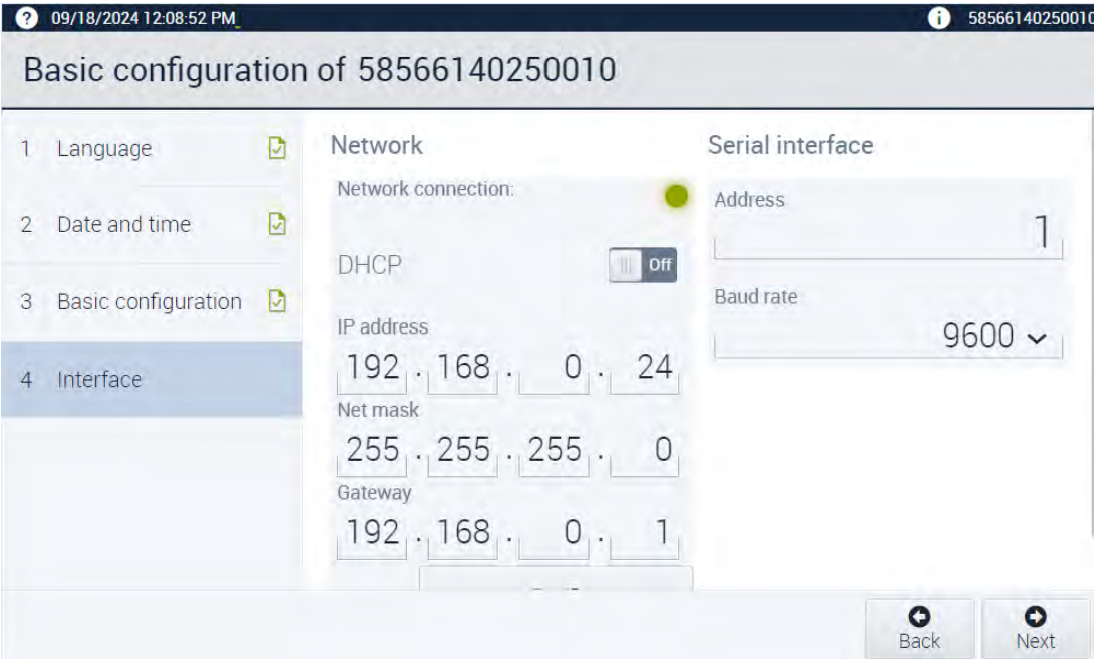 ? 09/18/2024 12:08:52 PM
i 58566140250010
Basic configuration of 58566140250010
1 Language
2 Date and time
3 Basic configuration
4 Interface
Network
Network connection:
DHCP Off
IP address
192 . 168 . 0 . 24
Net mask
255 . 255 . 255 . 0
Gateway
192 . 168 . 0 . 1
Serial interface
Address
1
Baud rate
9600
Back
Next